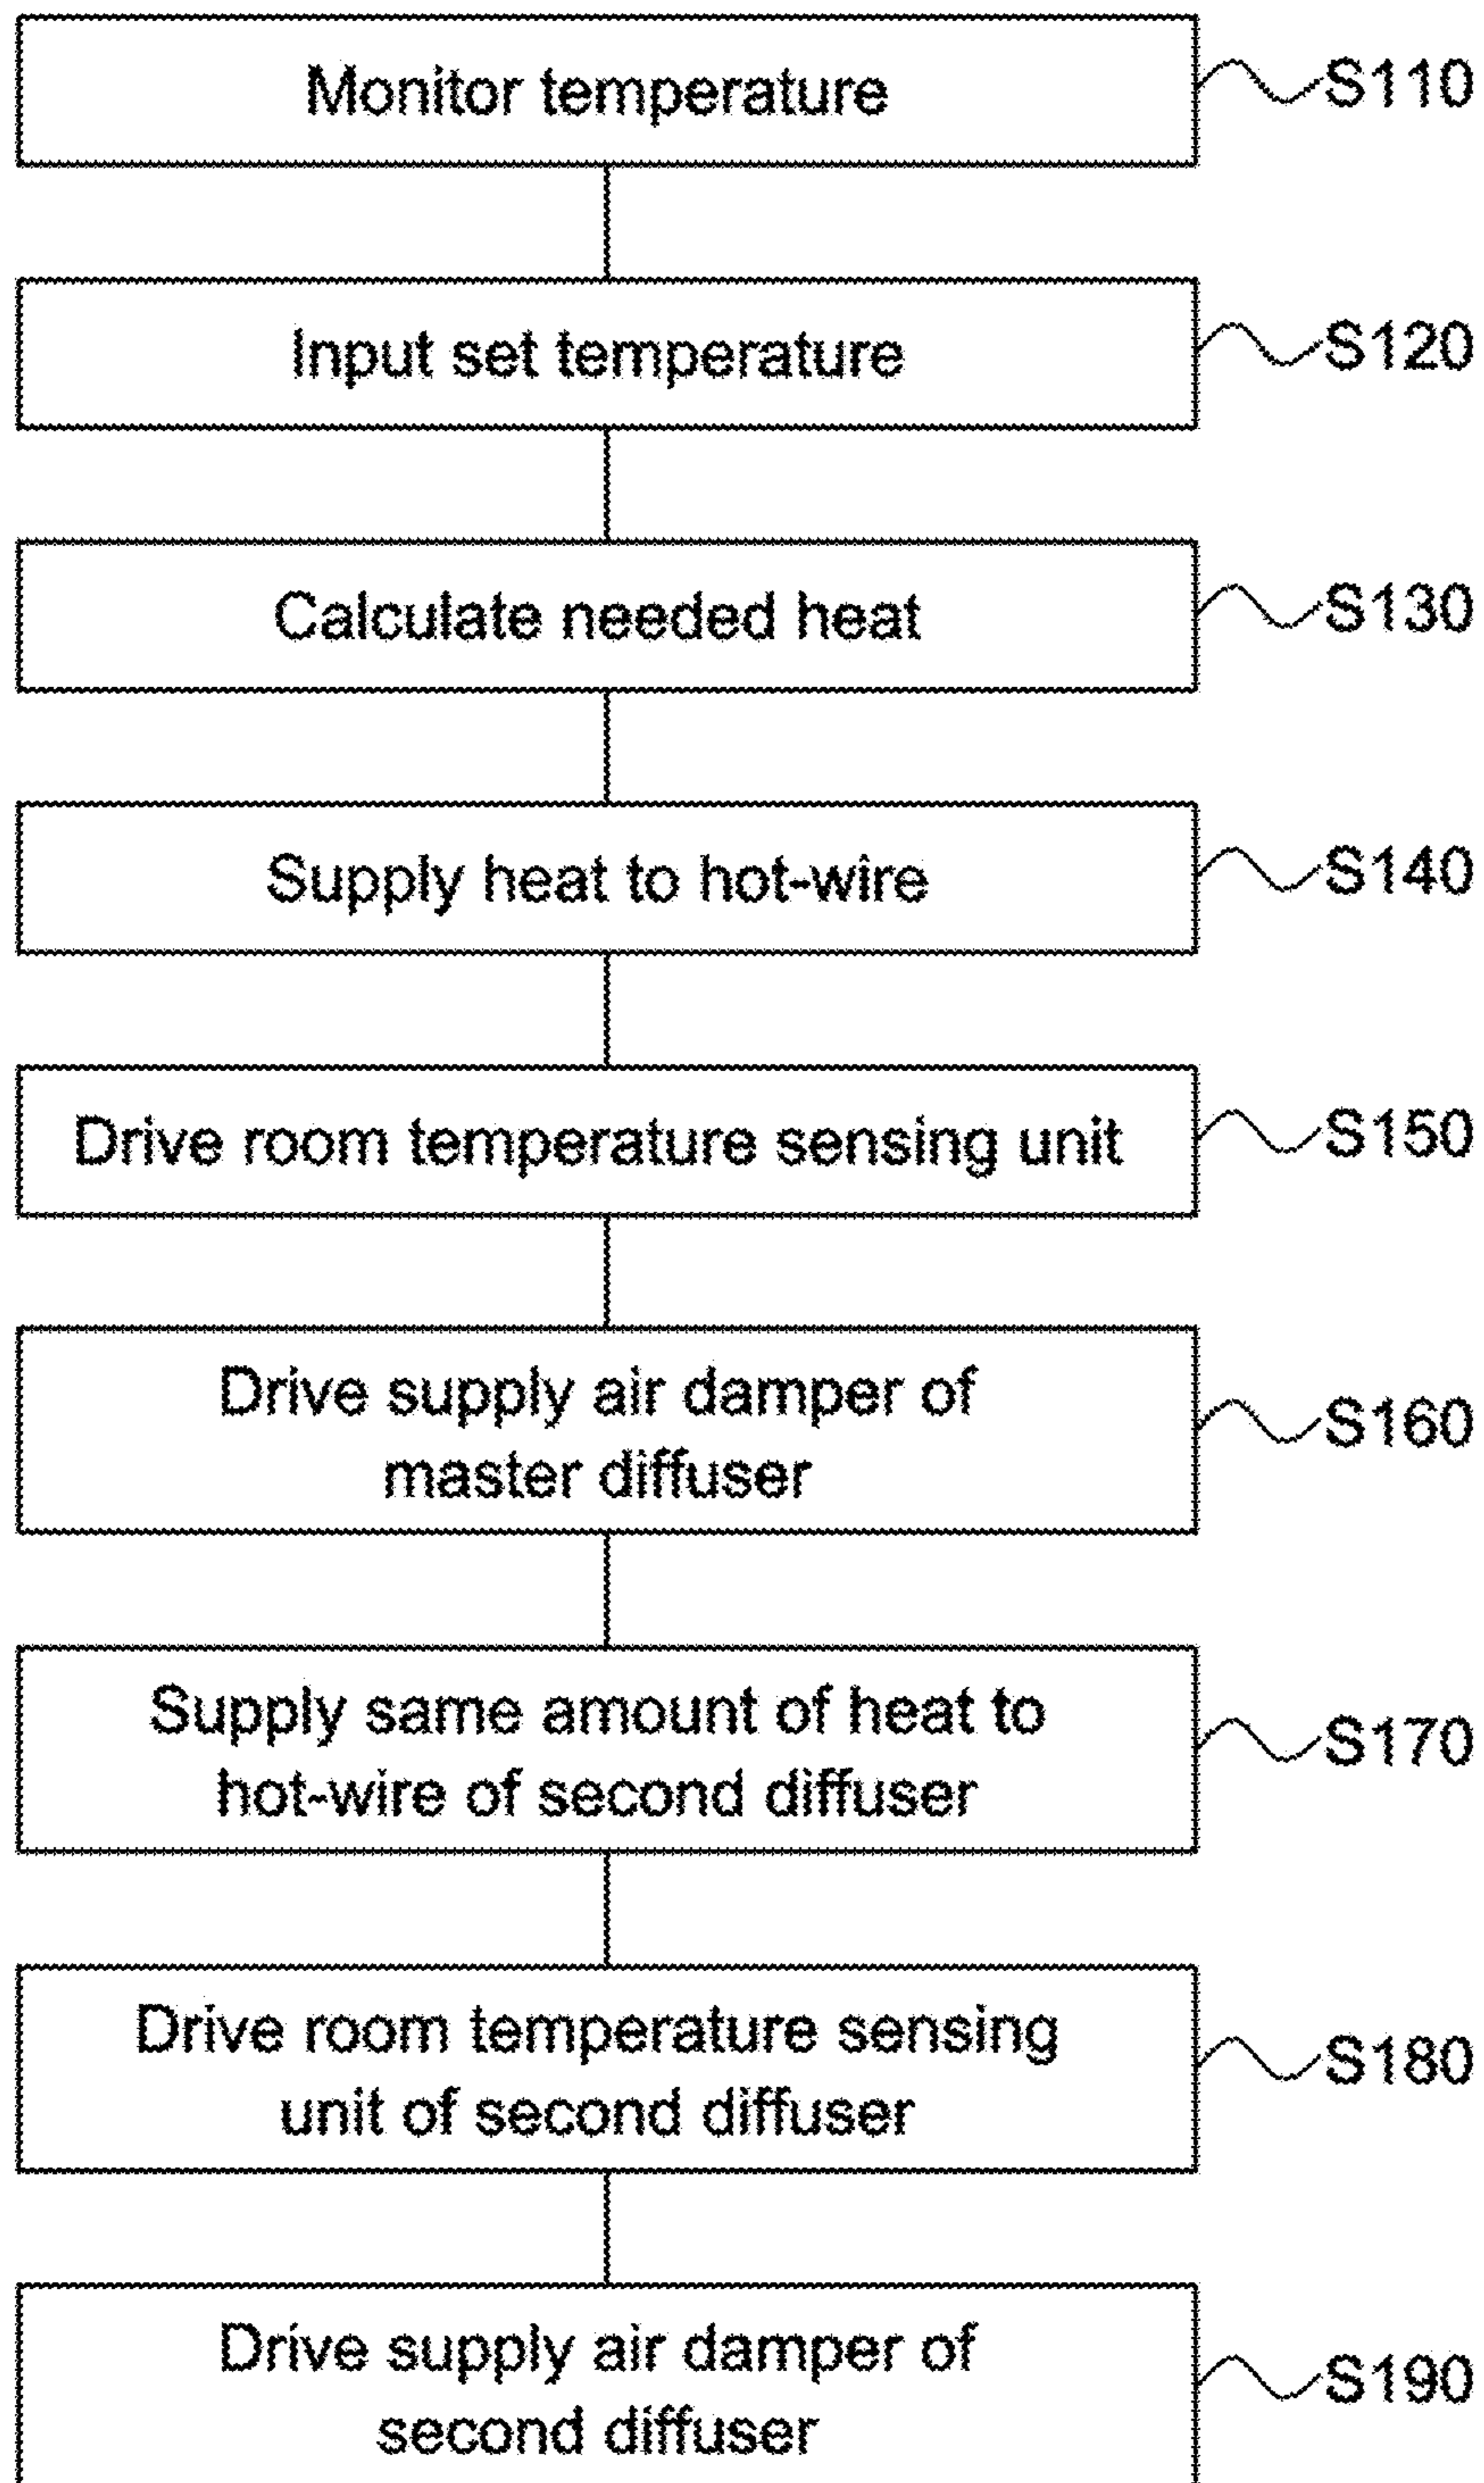 Monitor temperature
S110
Input set temperature
S120
Calculate needed heat
S130
Supply heat to hot-wire
S140
Drive room temperature sensing unit
S150
Drive supply air damper of
master diffuser
S160
Supply same amount of heat to
hot-wire of second diffuser
S170
Drive room temperature sensing
unit of second diffuser
S180
Drive supply air damper of
second diffuser
S190